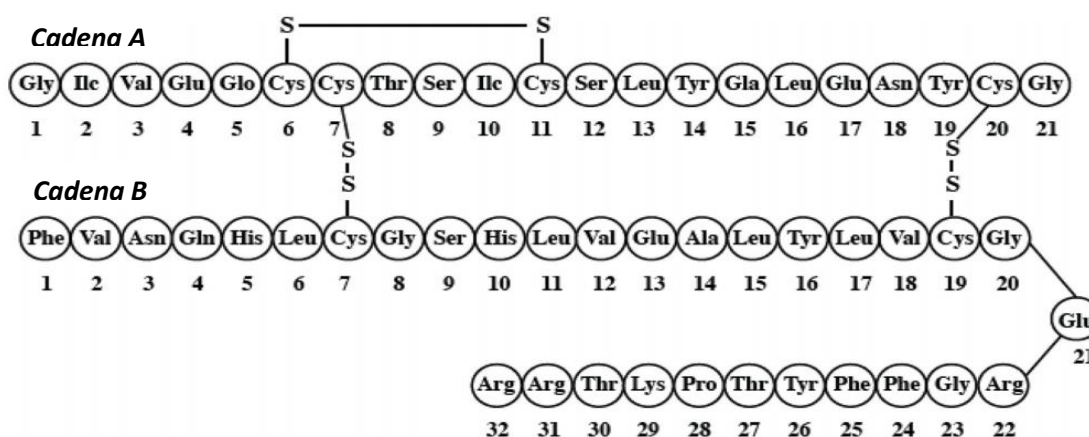 S S
Cadena A
Gly Ilc Val Glu Glo Cys Cys Thr Ser Ilc Cys Ser Leu Tyr Gla Leu Glu Asn Tyr Cys Gly
1 2 3 4 5 6 7 8 9 10 11 12 13 14 15 16 17 18 19 20 21
S S
S S
Cadena B
Phe Val Asn Gln His Leu Cys Gly Ser His Leu Val Glu Ala Leu Tyr Leu Val Cys Gly
1 2 3 4 5 6 7 8 9 10 11 12 13 14 15 16 17 18 19 20
Glu
21
Arg Arg Thr Lys Pro Thr Tyr Phe Phe Gly Arg
32 31 30 29 28 27 26 25 24 23 22